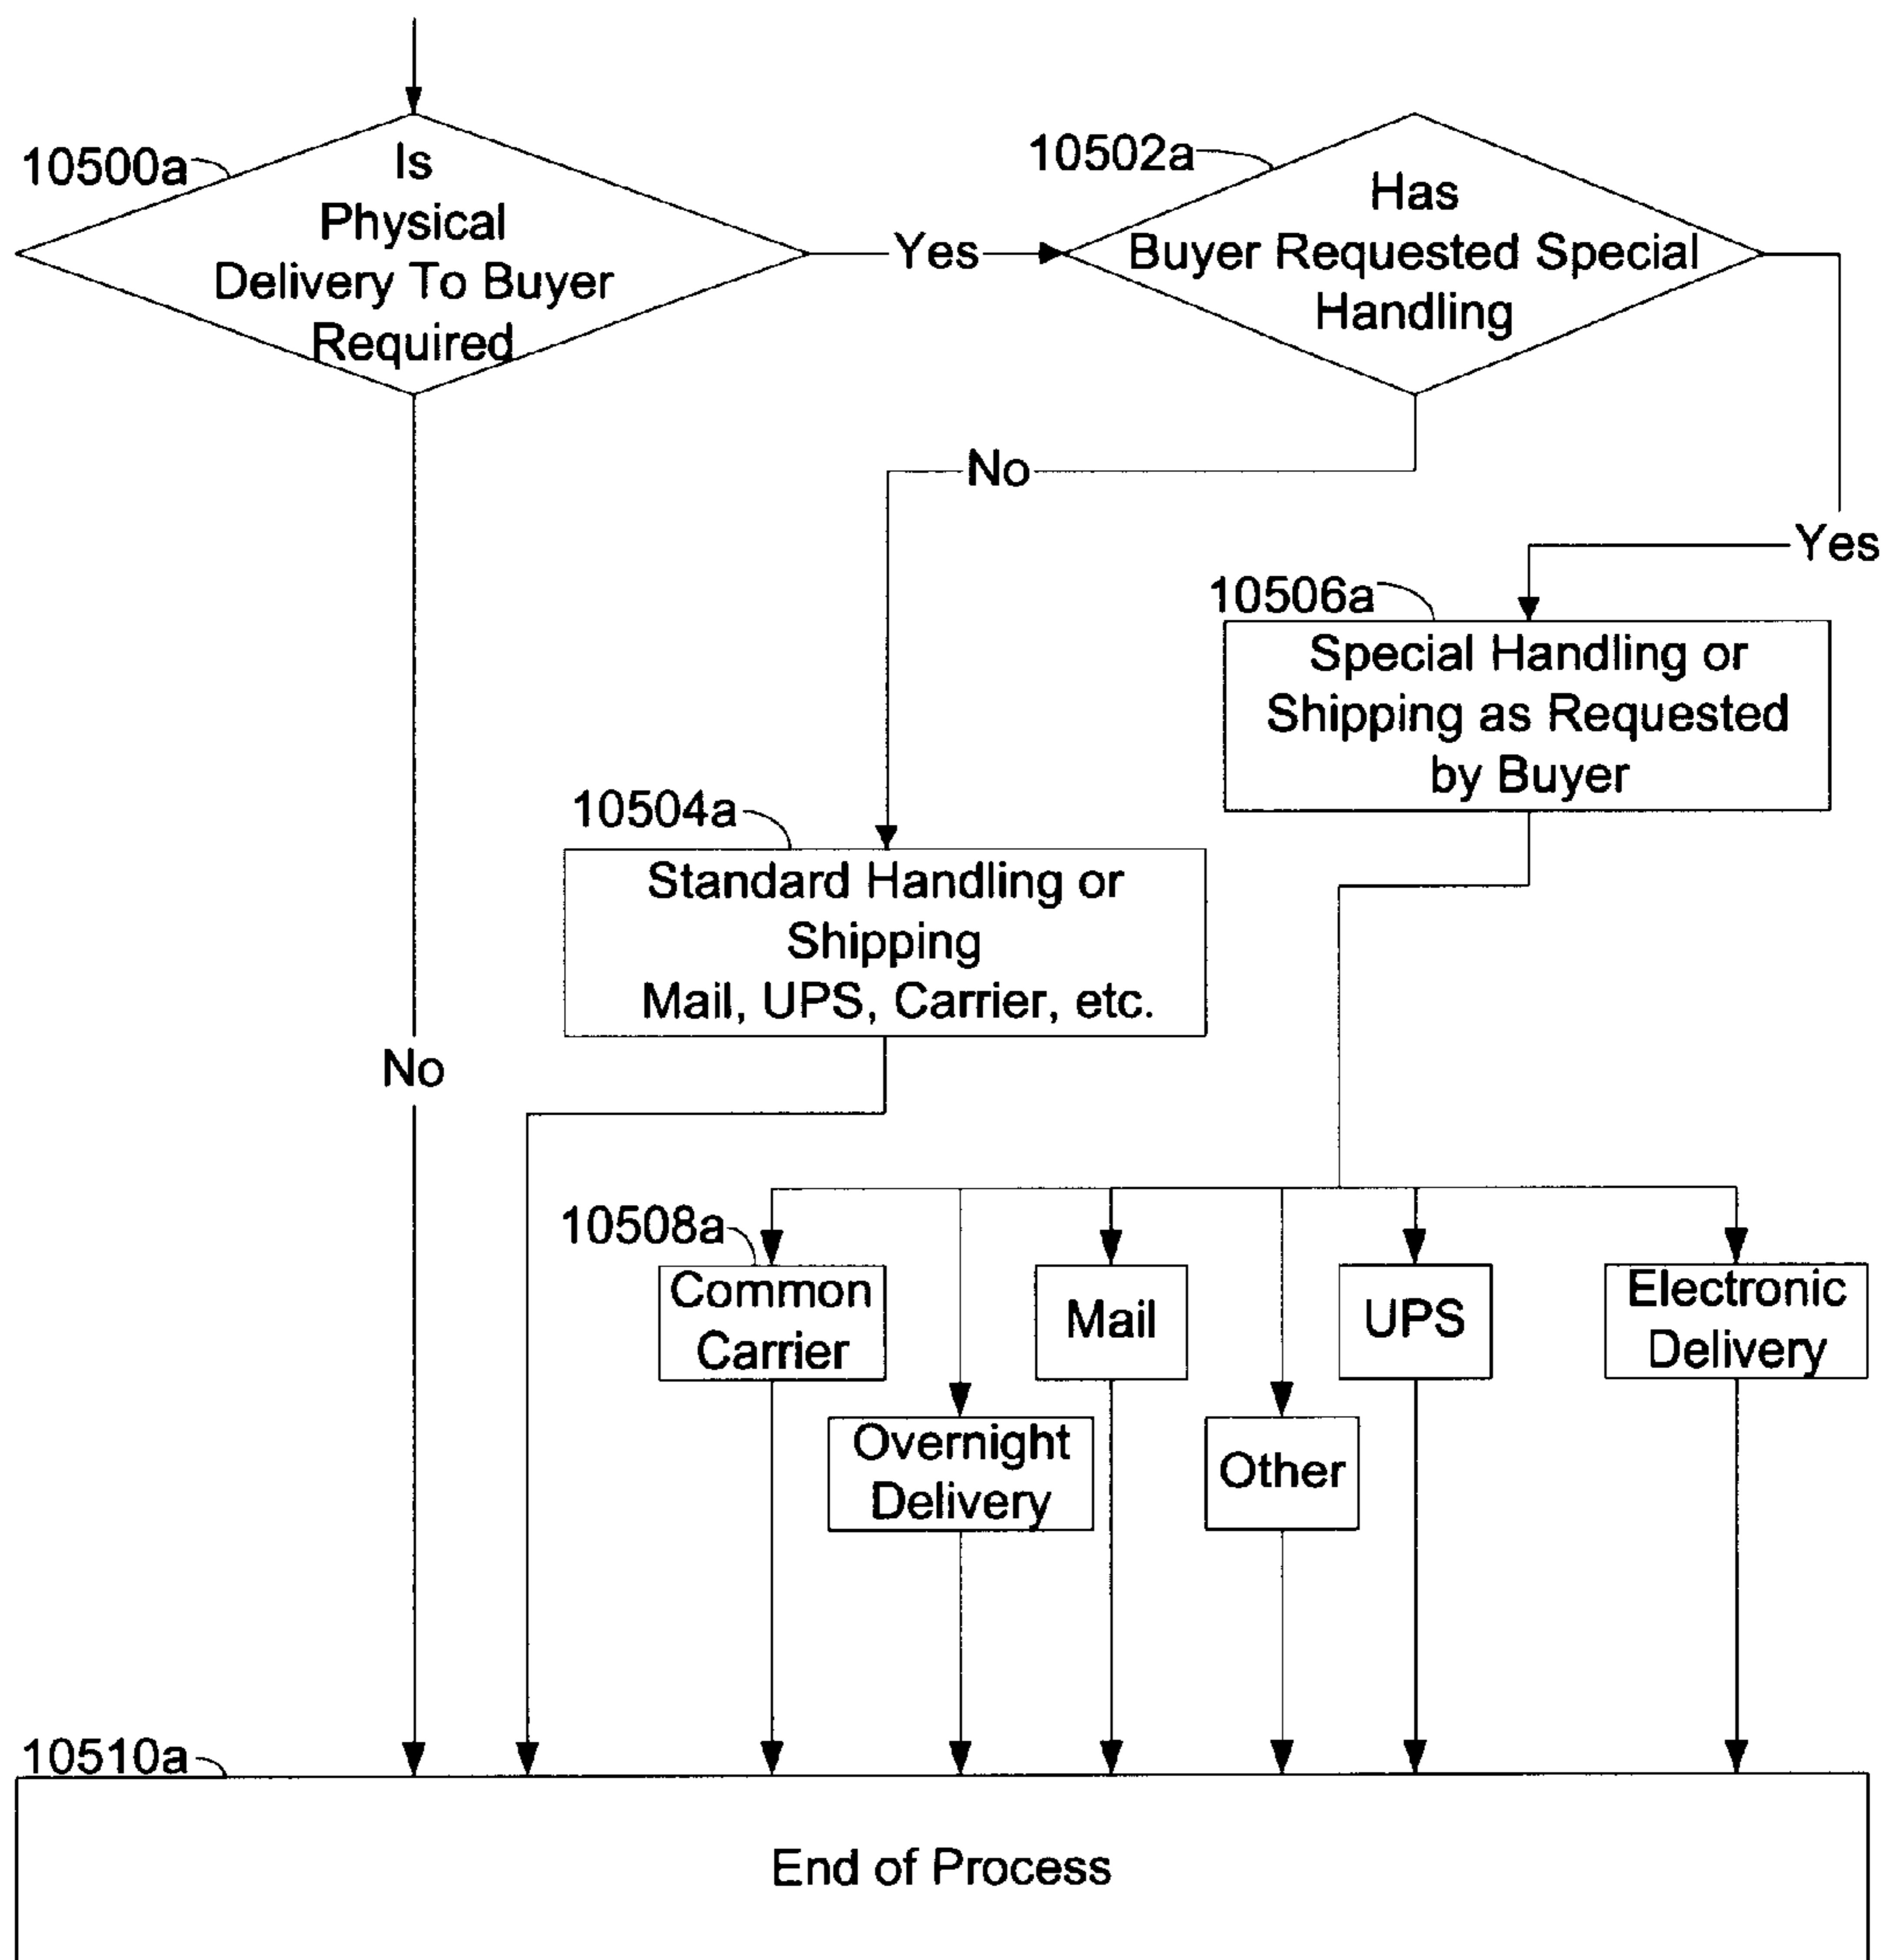 10500a
Is
Physical
Delivery To Buyer
Required
Yes
10502a
Has
Buyer Requested Special
Handling
No
Yes
10506a
Special Handling or
Shipping as Requested
by Buyer
10504a
Standard Handling or
Shipping
Mail, UPS, Carrier, etc.
No
10508a
Common
Carrier
Mail
UPS
Electronic
Delivery
Overnight
Delivery
Other
10510a
End of Process